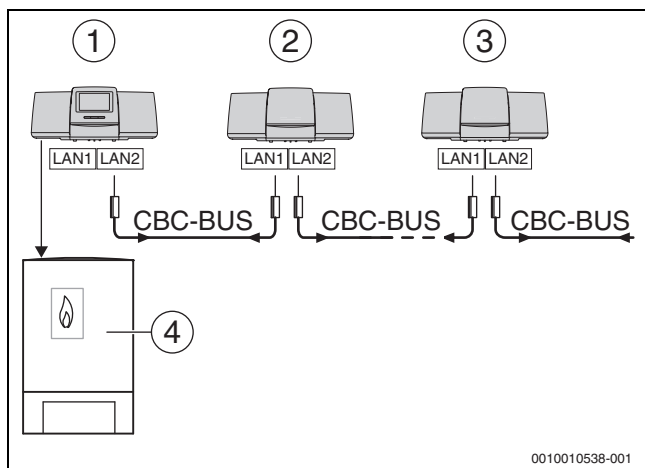 1 2 3
LAN1 LAN2 LAN1 LAN2 LAN1 LAN2
CBC-BUS CBC-BUS CBC-BUS
4
0010010538-001